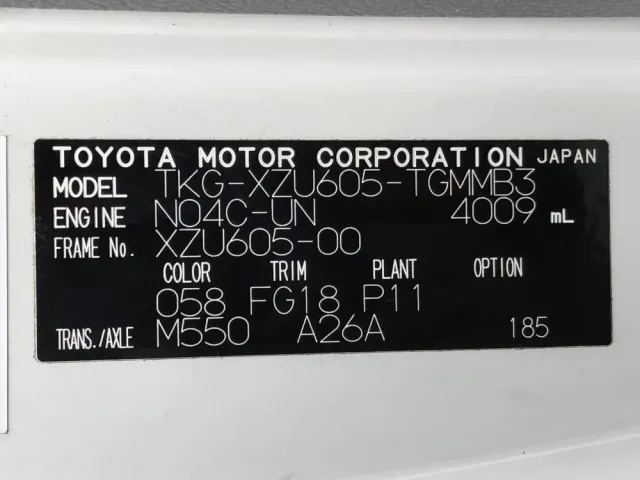 TOYOTA MOTOR CORPORATION JAPAN
MODEL TKG-XZU605-TGMMB3
ENGINE N04C-UN 4009 mL
FRAME No. XZU605-00
COLOR TRIM PLANT OPTION
058 FG18 P11
TRANS./AXLE M550 A26A 185